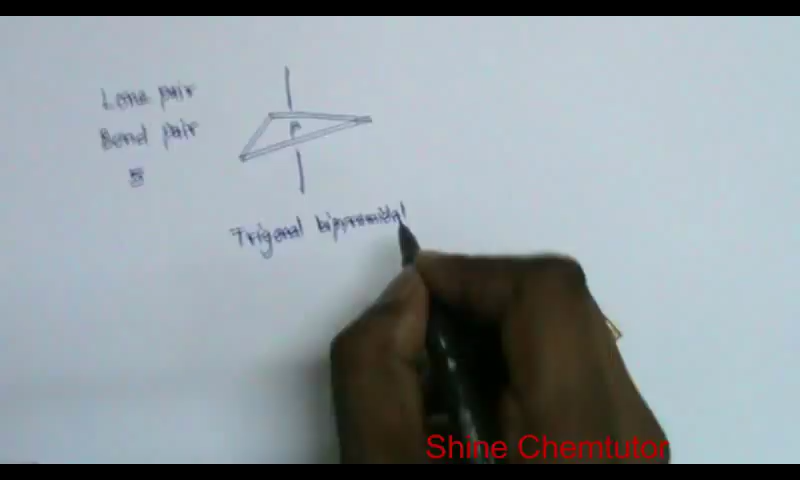 Lone pair
Bond pair
5
P
Trigonal bipyramidal
Shine Chemtutor